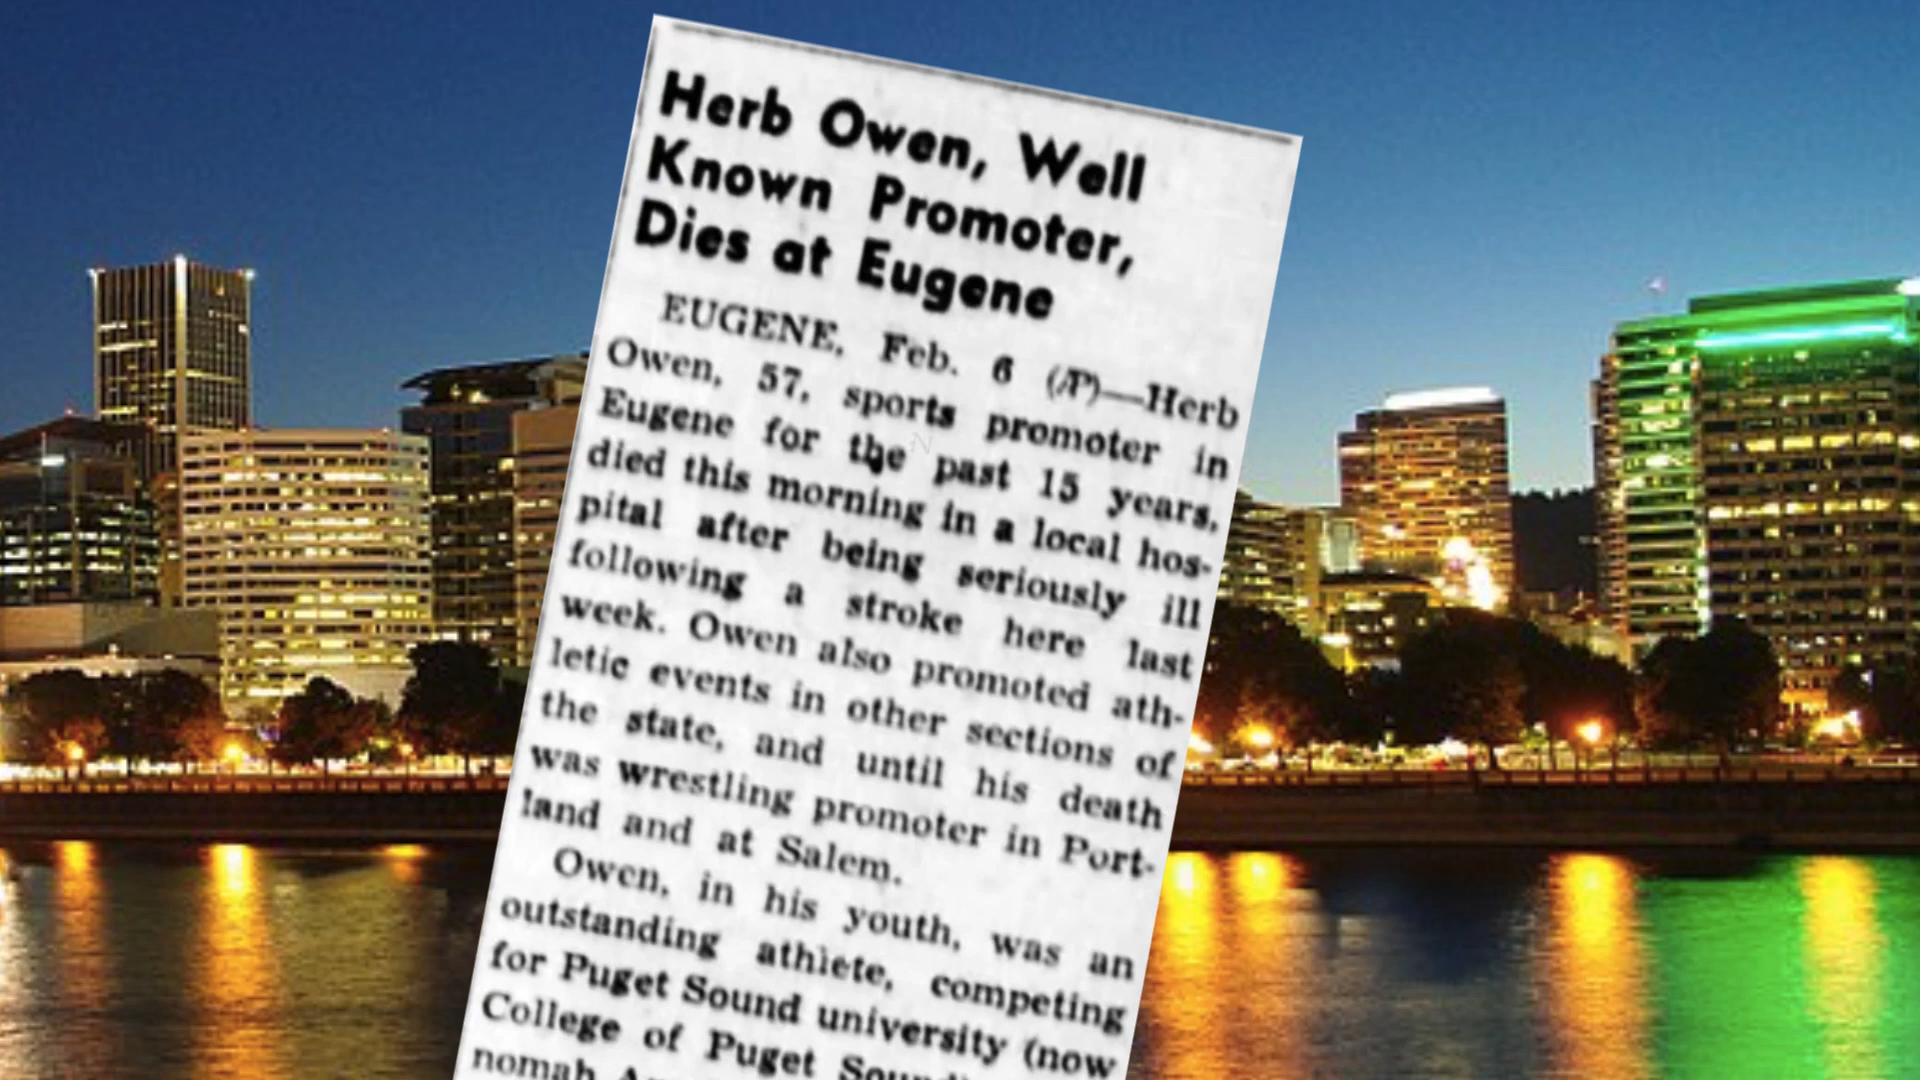 Herb Owen, Well
Known Promoter,
Dies at Eugene
EUGENE, Feb. 6 (AP)—Herb
Owen, 57, sports promoter in
Eugene for the past 15 years,
died this morning in a local hos-
pital after being seriously ill
following a stroke here last
week. Owen also promoted ath-
letic events in other sections of
the state, and until his death
was wrestling promoter in Port-
land and at Salem.
Owen, in his youth, was an
outstanding athlete, competing
for Puget Sound university (now
College of Puget Sound)
nomah